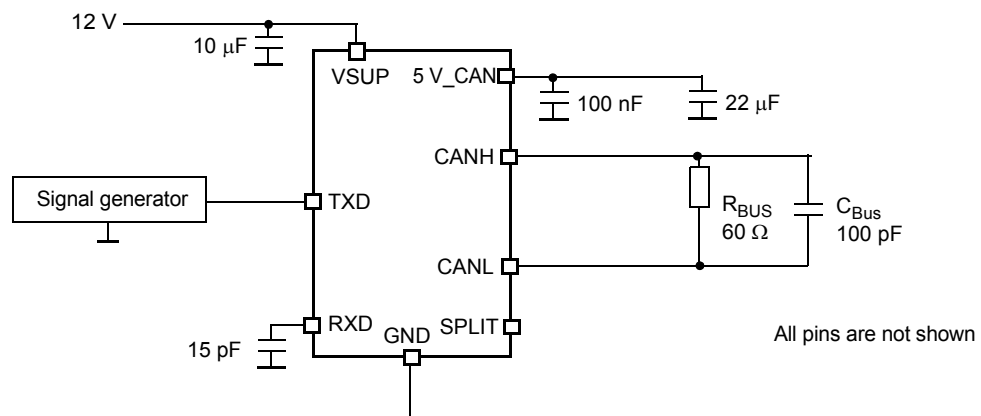 12 V
10 μF
VSUP
5 V_CAN
100 nF
22 μF
CANH
Signal generator
TXD
R_BUS
60 Ω
C_Bus
100 pF
CANL
RXD
GND
SPLIT
15 pF
All pins are not shown